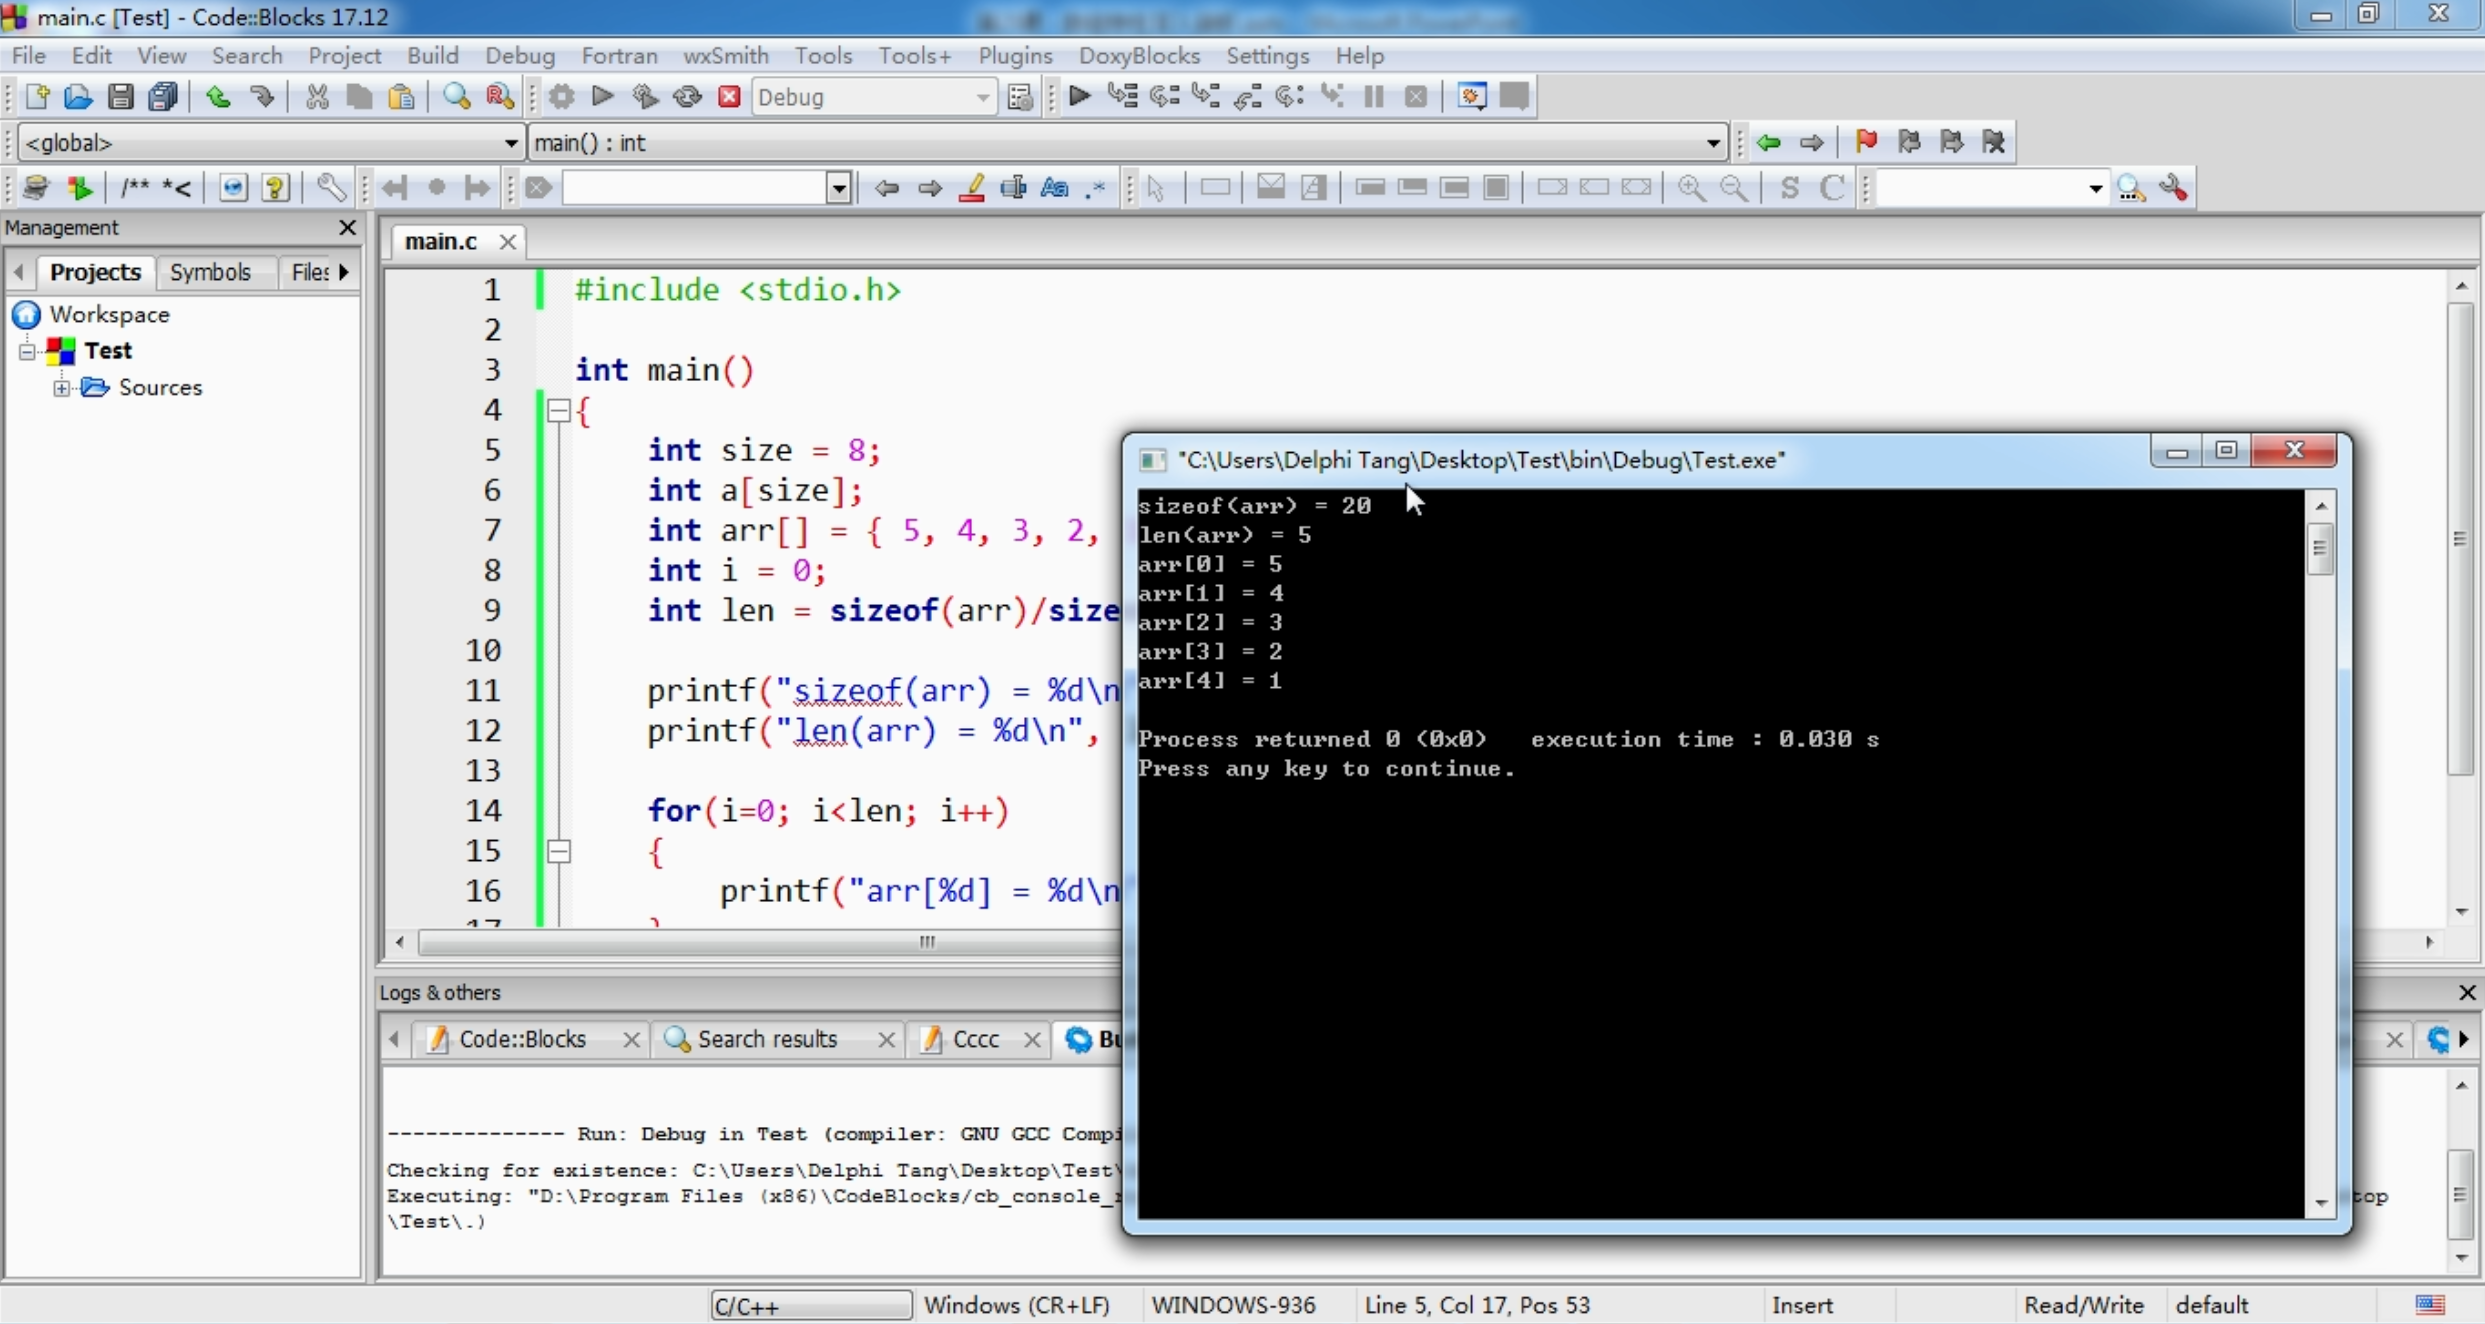 main.c [Test] - Code::Blocks 17.12
File Edit View Search Project Build Debug Fortran wxSmith Tools Tools+ Plugins DoxyBlocks Settings Help
Debug
<global> main() : int
/** *< .* S C
Management
Projects Symbols Files
Workspace
Test
Sources
main.c
1 #include <stdio.h>
2
3 int main()
4 {
5 int size = 8;
6 int a[size];
7 int arr[] = { 5, 4, 3, 2,
8 int i = 0;
9 int len = sizeof(arr)/size
10
11 printf("sizeof(arr) = %d\n
12 printf("len(arr) = %d\n",
13
14 for(i=0; i<len; i++)
15 {
16 printf("arr[%d] = %d\n"
17 }
"C:\Users\Delphi Tang\Desktop\Test\bin\Debug\Test.exe"
sizeof(arr) = 20
len(arr) = 5
arr[0] = 5
arr[1] = 4
arr[2] = 3
arr[3] = 2
arr[4] = 1
Process returned 0 (0x0) execution time : 0.030 s
Press any key to continue.
Logs & others
Code::Blocks Search results Cccc Bu
-------------- Run: Debug in Test (compiler: GNU GCC Compi
Checking for existence: C:\Users\Delphi Tang\Desktop\Test\
Executing: "D:\Program Files (x86)\CodeBlocks/cb_console_r top
\Test\.)
C/C++ Windows (CR+LF) WINDOWS-936 Line 5, Col 17, Pos 53 Insert Read/Write default